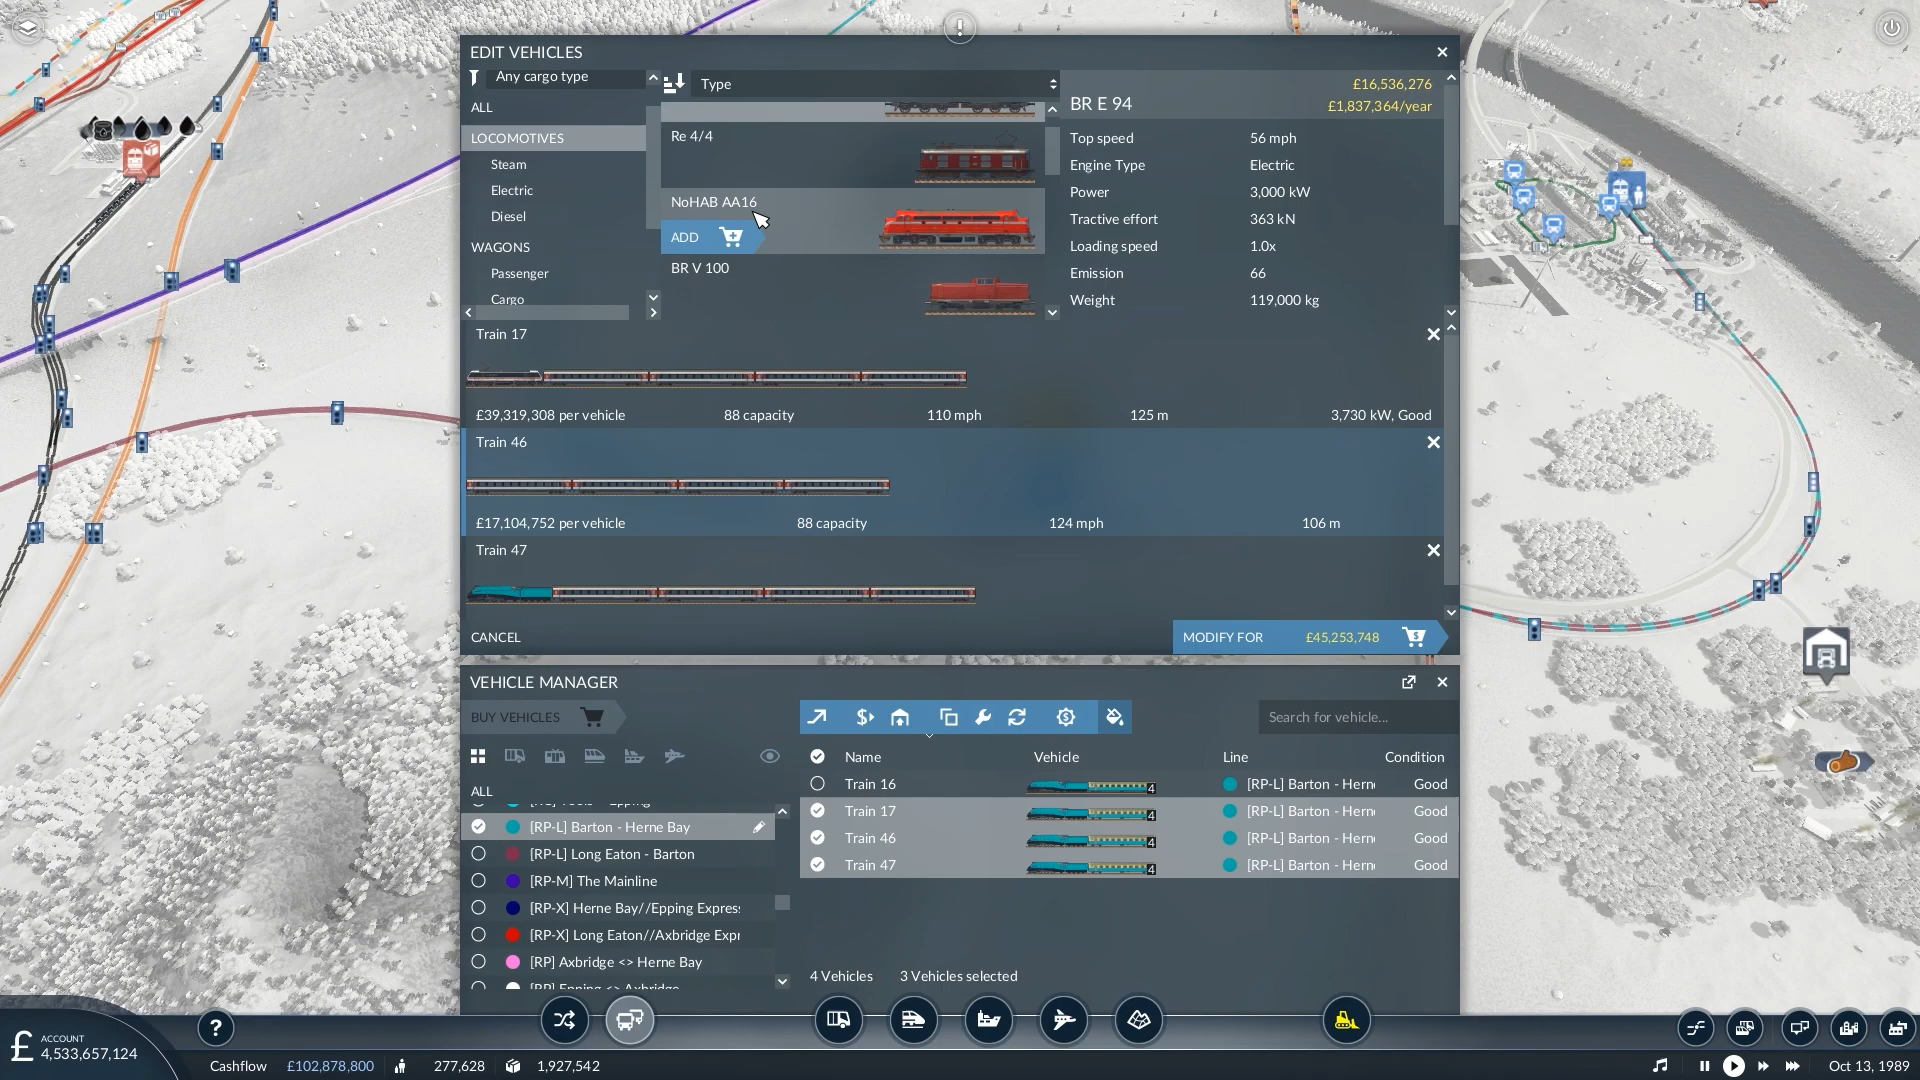 EDIT VEHICLES
Any cargo type
Type
ALL
LOCOMOTIVES
Steam
Electric
Diesel
WAGONS
Passenger
Cargo
Re 4/4
NoHAB AA16
ADD
BR V 100
BR E 94
£16,536,276
£1,837,364/year
Top speed 56 mph
Engine Type Electric
Power 3,000 kW
Tractive effort 363 kN
Loading speed 1.0x
Emission 66
Weight 119,000 kg
Train 17
£39,319,308 per vehicle 88 capacity 110 mph 125 m 3,730 kW, Good
Train 46
£17,104,752 per vehicle 88 capacity 124 mph 106 m
Train 47
CANCEL
MODIFY FOR £45,253,748
VEHICLE MANAGER
BUY VEHICLES
Search for vehicle...
ALL
[RP-L] Barton - Herne Bay
[RP-L] Long Eaton - Barton
[RP-M] The Mainline
[RP-X] Herne Bay//Epping Express
[RP-X] Long Eaton//Axbridge Expr
[RP] Axbridge <> Herne Bay
[RP] Epping <> Axbridge
Name Vehicle Line Condition
Train 16 4 [RP-L] Barton - Hern Good
Train 17 4 [RP-L] Barton - Hern Good
Train 46 4 [RP-L] Barton - Hern Good
Train 47 4 [RP-L] Barton - Hern Good
4 Vehicles 3 Vehicles selected
£ ACCOUNT
4,533,657,124
?
Cashflow £102,878,800 277,628 1,927,542
Oct 13, 1989